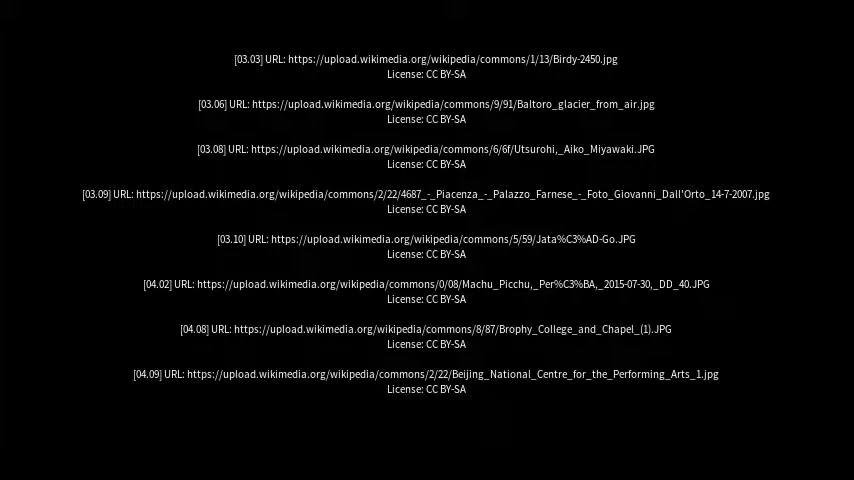 [03.03] URL: https://upload.wikimedia.org/wikipedia/commons/1/13/Birdy-2450.jpg
License: CC BY-SA
[03.06] URL: https://upload.wikimedia.org/wikipedia/commons/9/91/Baltoro_glacier_from_air.jpg
License: CC BY-SA
[03.08] URL: https://upload.wikimedia.org/wikipedia/commons/6/6f/Utsurohi,_Aiko_Miyawaki.JPG
License: CC BY-SA
[03.09] URL: https://upload.wikimedia.org/wikipedia/commons/2/22/4687_-_Piacenza_-_Palazzo_Farnese_-_Foto_Giovanni_Dall'Orto_14-7-2007.jpg
License: CC BY-SA
[03.10] URL: https://upload.wikimedia.org/wikipedia/commons/5/59/Jata%C3%AD-Go.JPG
License: CC BY-SA
[04.02] URL: https://upload.wikimedia.org/wikipedia/commons/0/08/Machu_Picchu,_Per%C3%BA,_2015-07-30,_DD_40.JPG
License: CC BY-SA
[04.08] URL: https://upload.wikimedia.org/wikipedia/commons/8/87/Brophy_College_and_Chapel_(1).JPG
License: CC BY-SA
[04.09] URL: https://upload.wikimedia.org/wikipedia/commons/2/22/Beijing_National_Centre_for_the_Performing_Arts_1.jpg
License: CC BY-SA